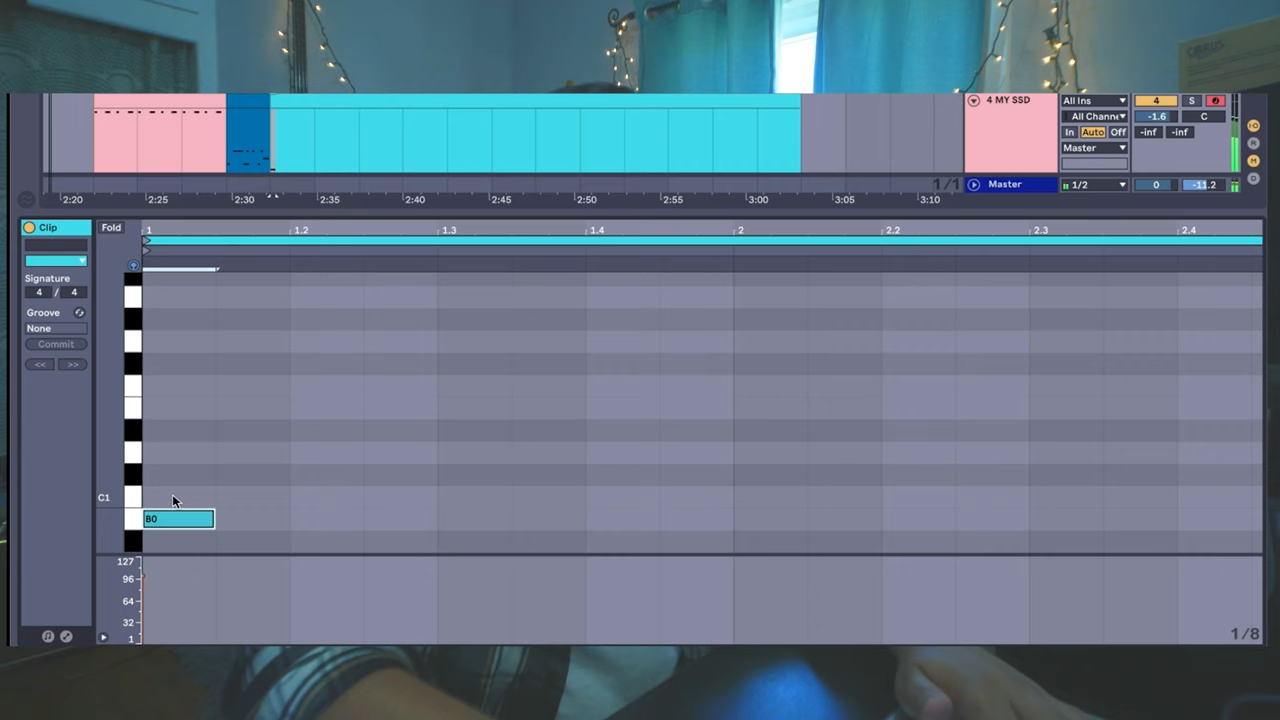 4 MY SSD
All Ins
4
S
All Channe
-1.6
C
In Auto Off
-inf
-inf
Master
1/1
Master
1/2
0
-11.2
2:20
2:25
2:30
2:35
2:40
2:45
2:50
2:55
3:00
3:05
3:10
I·O
R
M
D
Clip
Fold
1
1.2
1.3
1.4
2
2.2
2.3
2.4
Signature
4 / 4
Groove
None
Commit
<<
>>
C1
B0
127
96
64
32
1
1/8